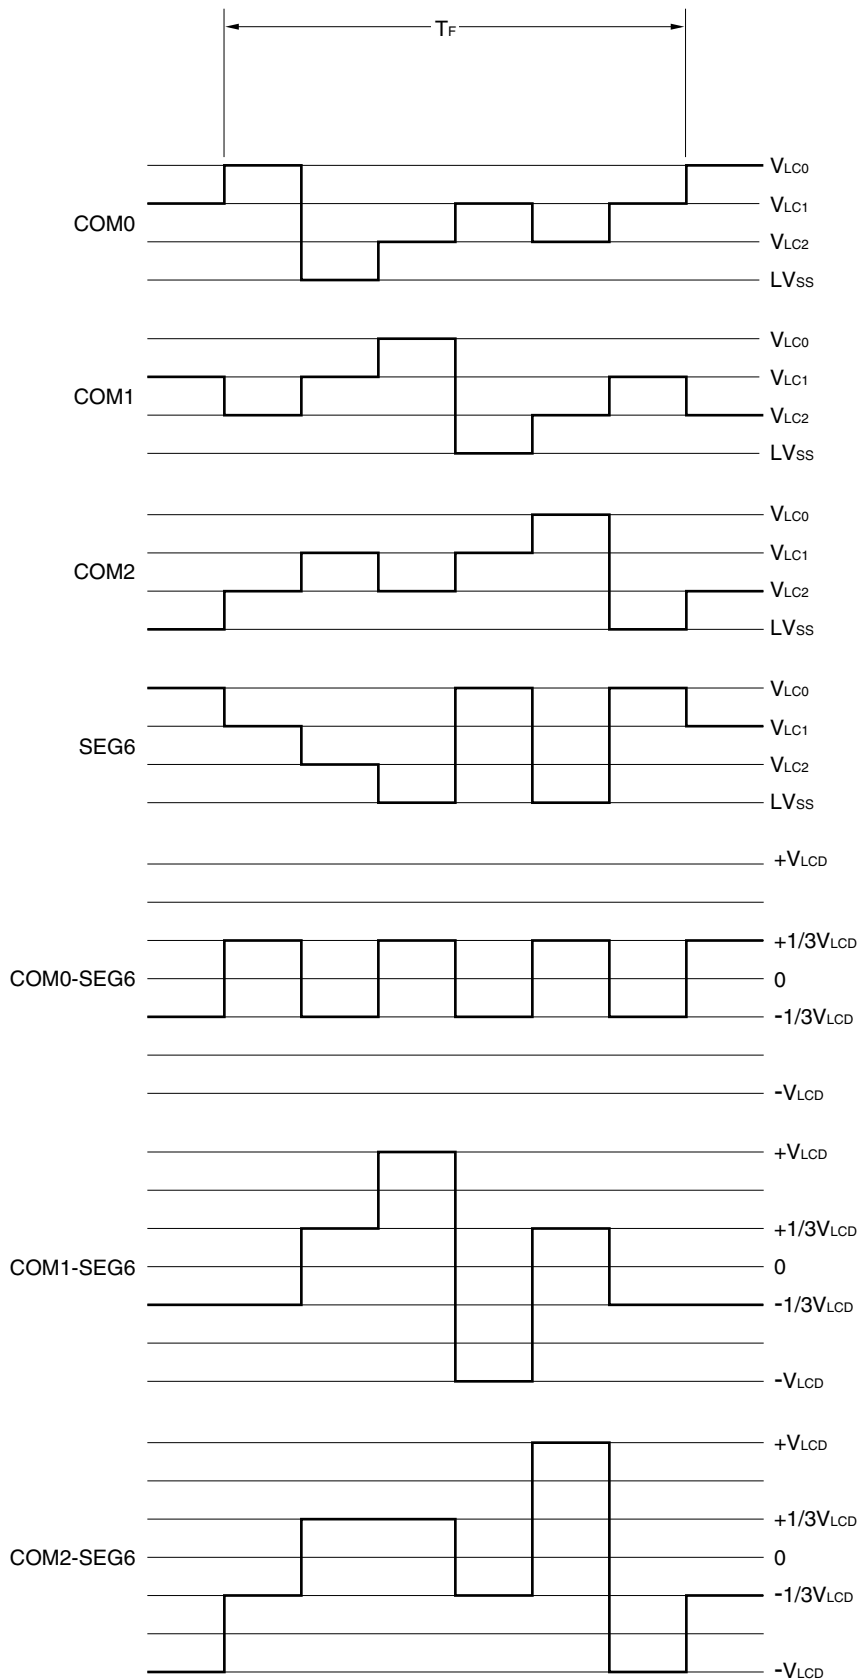 TF
COM0
VLC0
VLC1
VLC2
LVSS
COM1
VLC0
VLC1
VLC2
LVSS
COM2
VLC0
VLC1
VLC2
LVSS
SEG6
VLC0
VLC1
VLC2
LVSS
COM0-SEG6
+VLCD
+1/3VLCD
0
-1/3VLCD
-VLCD
COM1-SEG6
+VLCD
+1/3VLCD
0
-1/3VLCD
-VLCD
COM2-SEG6
+VLCD
+1/3VLCD
0
-1/3VLCD
-VLCD